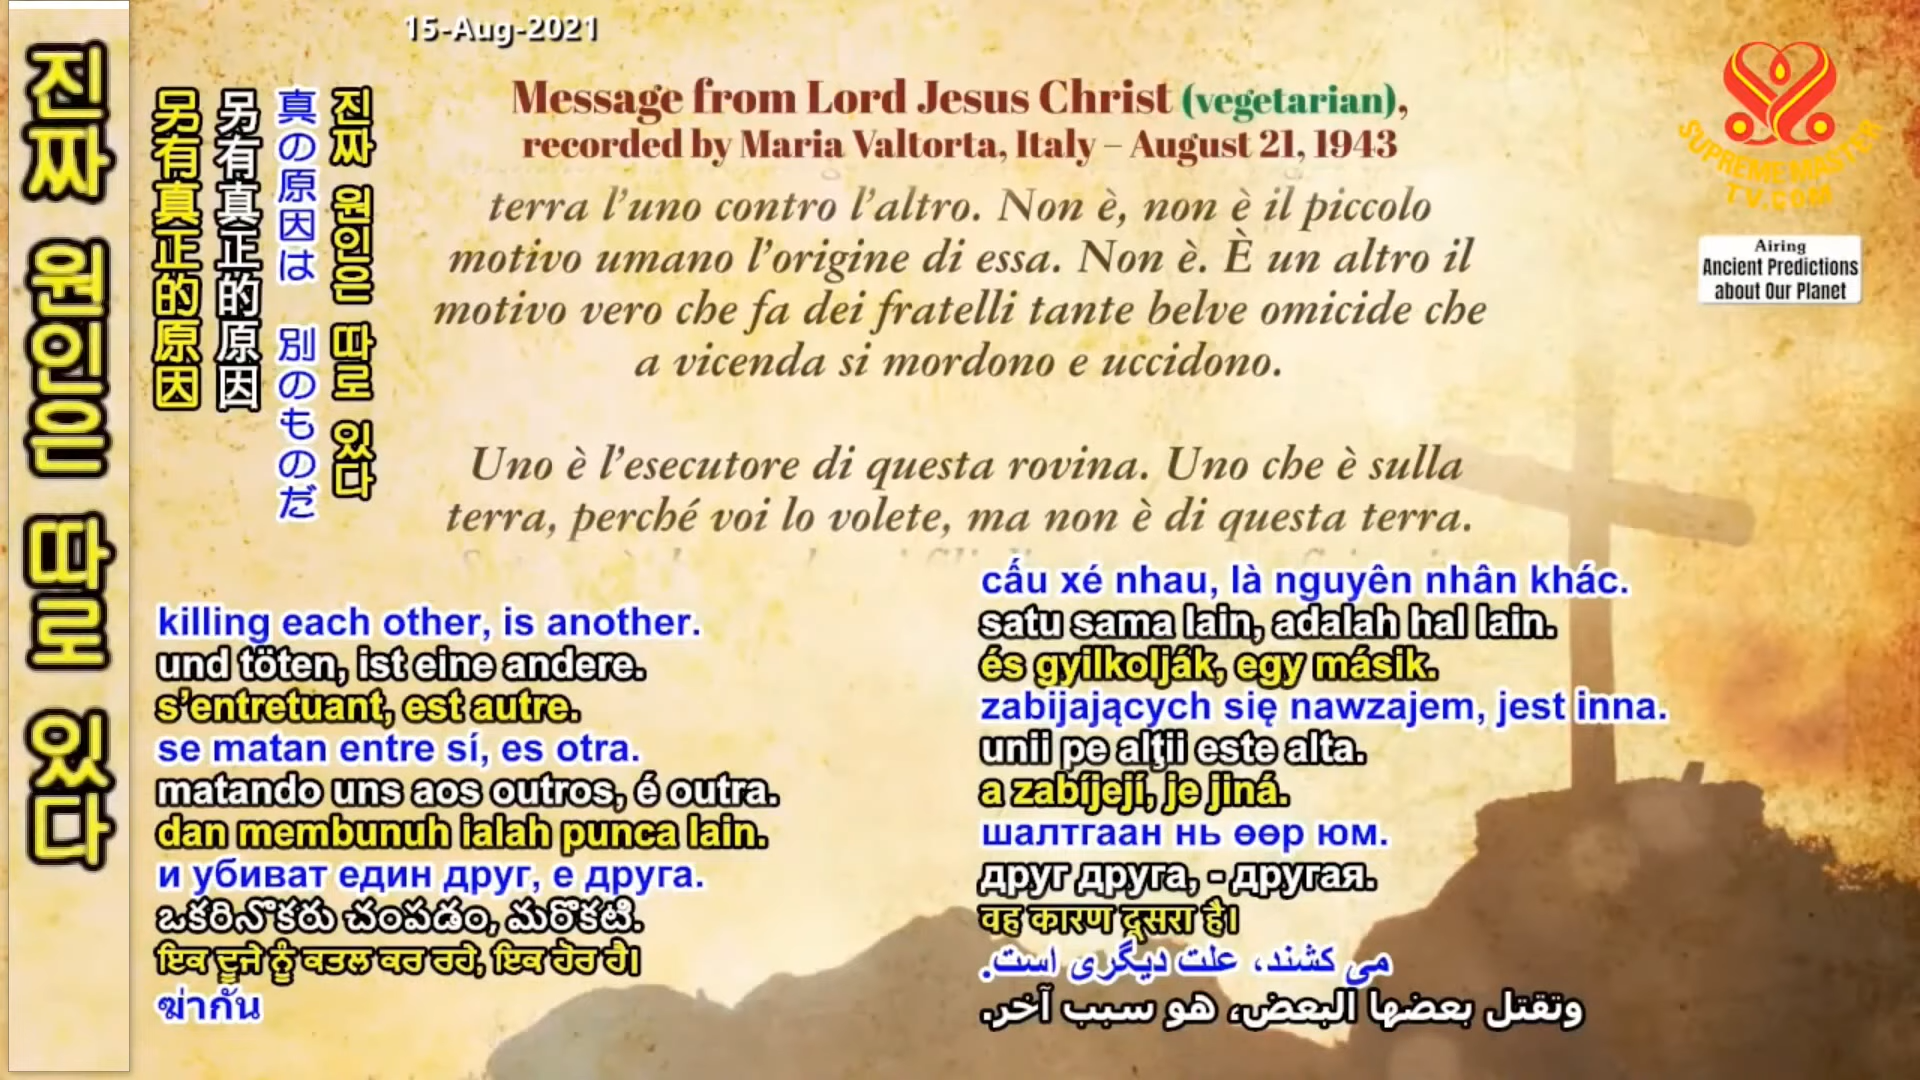 15-Aug-2021
진짜 원인은 따로 있다
另有真正的原因
另有真正的原因
真の原因は 別のものだ
진짜 원인은 따로 있다
Message from Lord Jesus Christ (vegetarian),
recorded by Maria Valtorta, Italy – August 21, 1943
terra l'uno contro l'altro. Non è, non è il piccolo
motivo umano l'origine di essa. Non è. È un altro il
motivo vero che fa dei fratelli tante belve omicide che
a vicenda si mordono e uccidono.
Uno è l'esecutore di questa rovina. Uno che è sulla
terra, perché voi lo volete, ma non è di questa terra.
SUPREMEMASTER
TV.COM
Airing
Ancient Predictions
about Our Planet
killing each other, is another.
und töten, ist eine andere.
s'entretuant, est autre.
se matan entre sí, es otra.
matando uns aos outros, é outra.
dan membunuh ialah punca lain.
и убиват един друг, е друга.
ఒకరినొకరు చంపడం, మరొకటి.
ਇਕ ਦੂਜੇ ਨੂੰ ਕਤਲ ਕਰ ਰਹੇ, ਇਕ ਹੋਰ ਹੈ।
ฆ่ากัน
cấu xé nhau, là nguyên nhân khác.
satu sama lain, adalah hal lain.
és gyilkolják, egy másik.
zabijających się nawzajem, jest inna.
unii pe alţii este alta.
a zabíjejí, je jiná.
шалтгаан нь өөр юм.
друг друга, - другая.
वह कारण दूसरा है।
می کشند، علت دیگری است.
وتقتل بعضها البعض، هو سبب آخر.